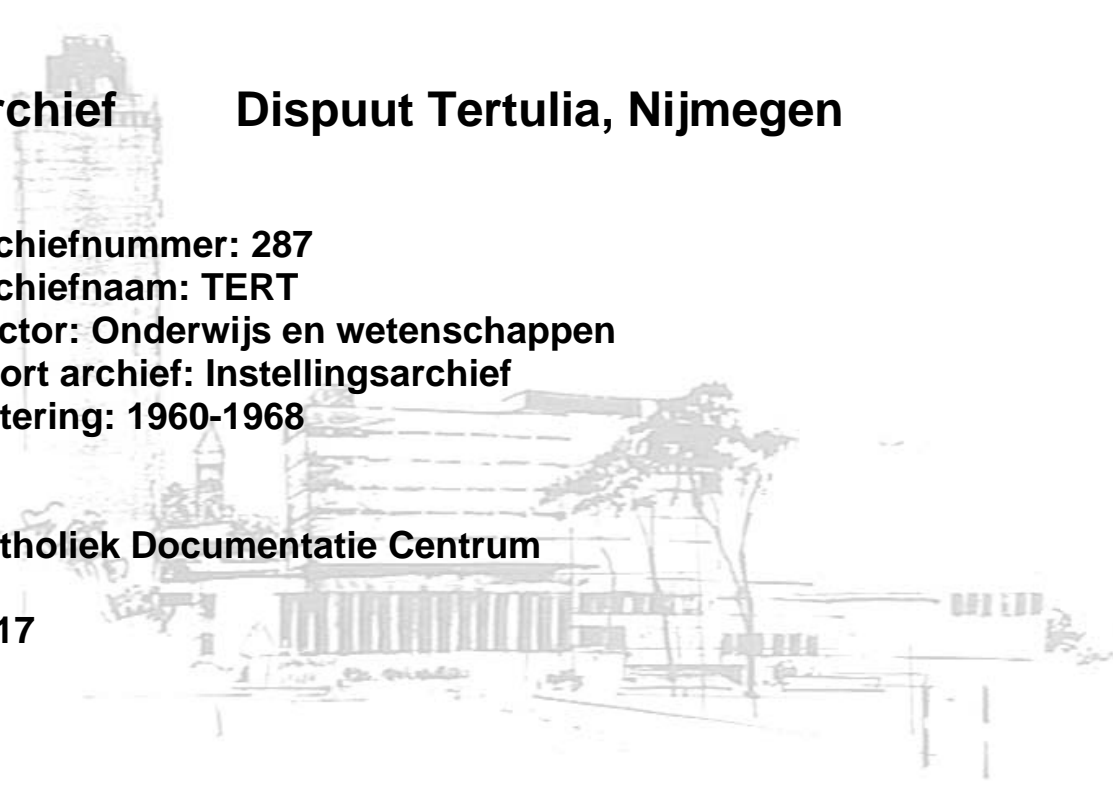 rchief Dispuut Tertulia, Nijmegen
chiefnummer: 287
chiefnaam: TERT
ctor: Onderwijs en wetenschappen
ort archief: Instellingsarchief
tering: 1960-1968
tholiek Documentatie Centrum
17